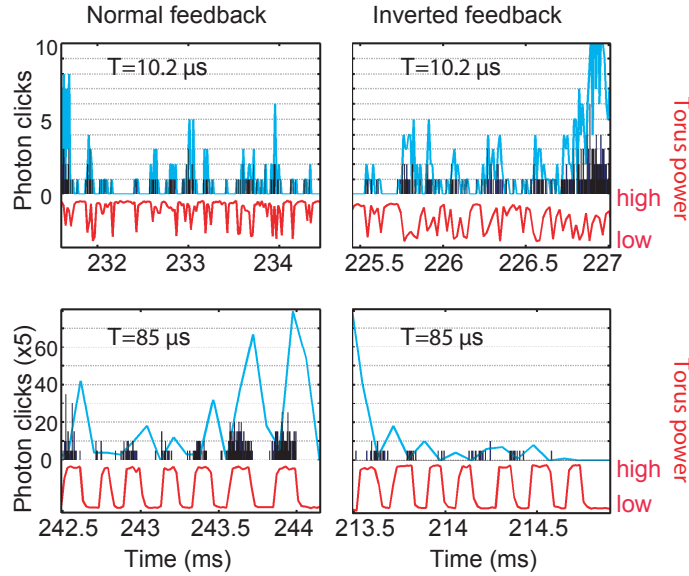 Normal feedback
Inverted feedback
10
5
0
Photon clicks
T=10.2 μs
T=10.2 μs
Torus power
high
low
232
233
234
225.5
226
226.5
227
60
40
20
0
Photon clicks (x5)
T=85 μs
T=85 μs
Torus power
high
low
242.5
243
243.5
244
213.5
214
214.5
Time (ms)
Time (ms)